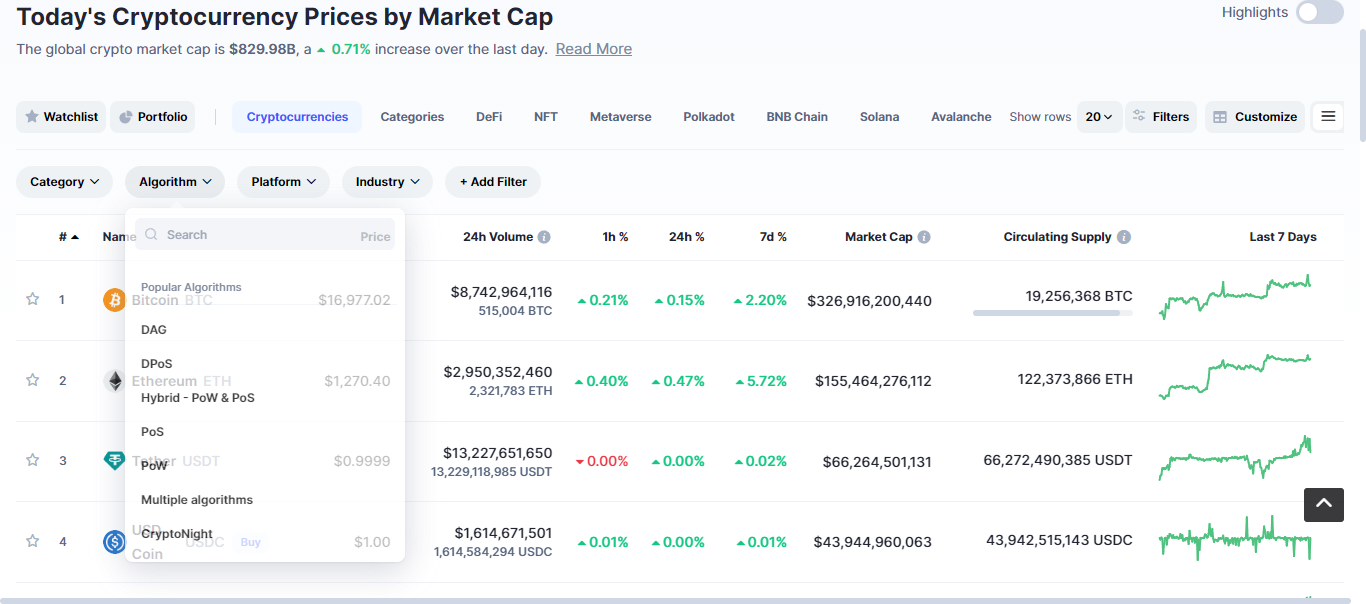 Today's Cryptocurrency Prices by Market Cap
Highlights
The global crypto market cap is $829.98B, a 0.71% increase over the last day. Read More
Watchlist Portfolio Cryptocurrencies Categories DeFi NFT Metaverse Polkadot BNB Chain Solana Avalanche Show rows 20 Filters Customize
Category Algorithm Platform Industry + Add Filter
# Name Price 24h Volume 1h % 24h % 7d % Market Cap Circulating Supply Last 7 Days
Search
Popular Algorithms
DAG
DPoS
Hybrid - PoW & PoS
PoS
PoW
Multiple algorithms
CryptoNight
1 Bitcoin BTC $16,977.02 $8,742,964,116 0.21% 0.15% 2.20% $326,916,200,440 19,256,368 BTC
515,004 BTC
2 Ethereum ETH $1,270.40 $2,950,352,460 0.40% 0.47% 5.72% $155,464,276,112 122,373,866 ETH
2,321,783 ETH
3 Tether USDT $0.9999 $13,227,651,650 0.00% 0.00% 0.02% $66,264,501,131 66,272,490,385 USDT
13,229,118,985 USDT
4 USD Coin USDC Buy $1.00 $1,614,671,501 0.01% 0.00% 0.01% $43,944,960,063 43,942,515,143 USDC
1,614,584,294 USDC